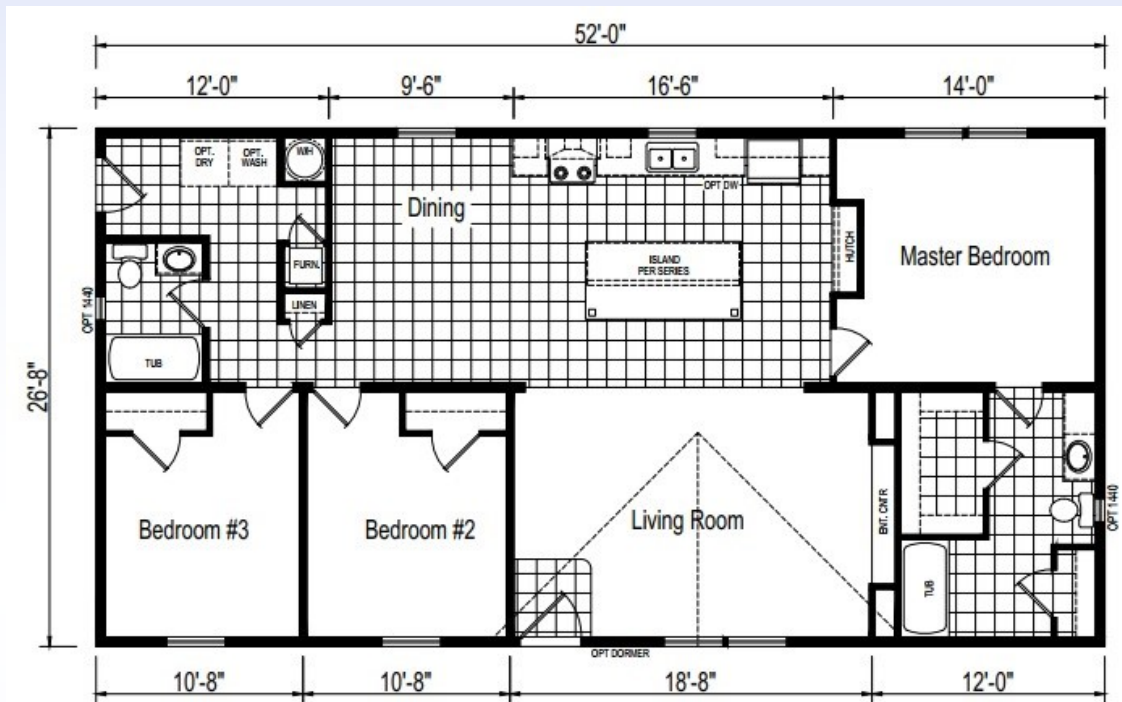 52'-0"
12'-0"
9'-6"
16'-6"
14'-0"
OPT.
DRY
OPT.
WASH
W/H
OPT DW
Dining
HUTCH
Master Bedroom
ISLAND
PER SERIES
FURN.
LINEN
OPT 1440
TUB
26'-8"
Bedroom #3
Bedroom #2
Living Room
ENT. CNTR
OPT 1440
TUB
OPT DORMER
10'-8"
10'-8"
18'-8"
12'-0"